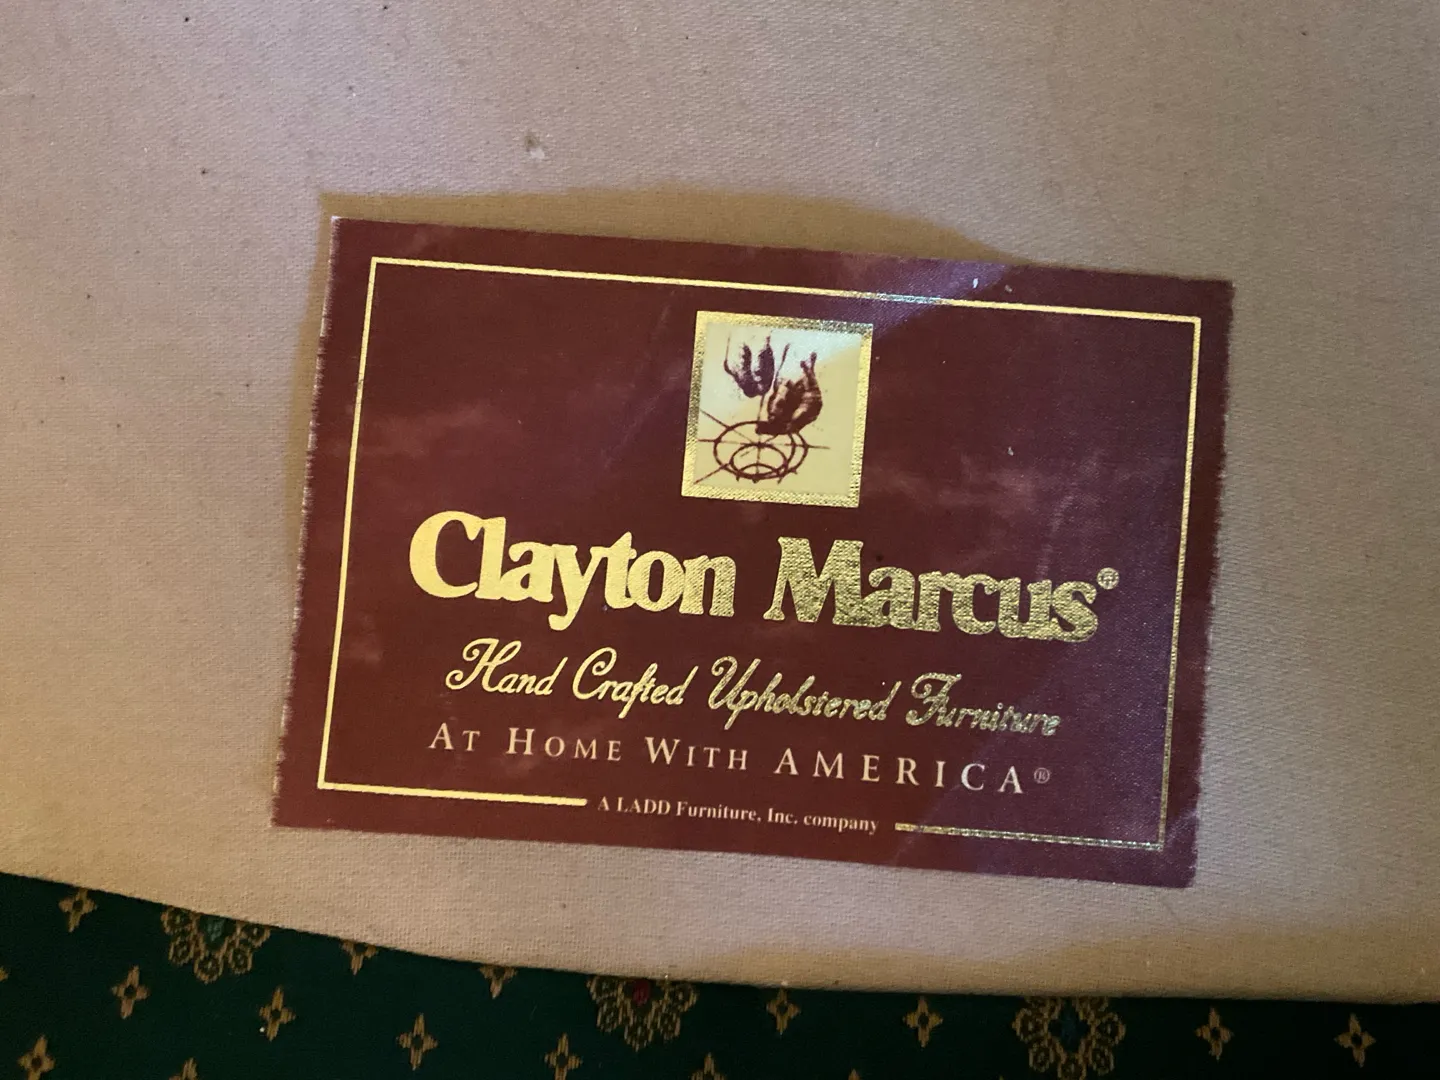 Clayton Marcus®
Hand Crafted Upholstered Furniture
AT HOME WITH AMERICA®
A LADD Furniture, Inc. company